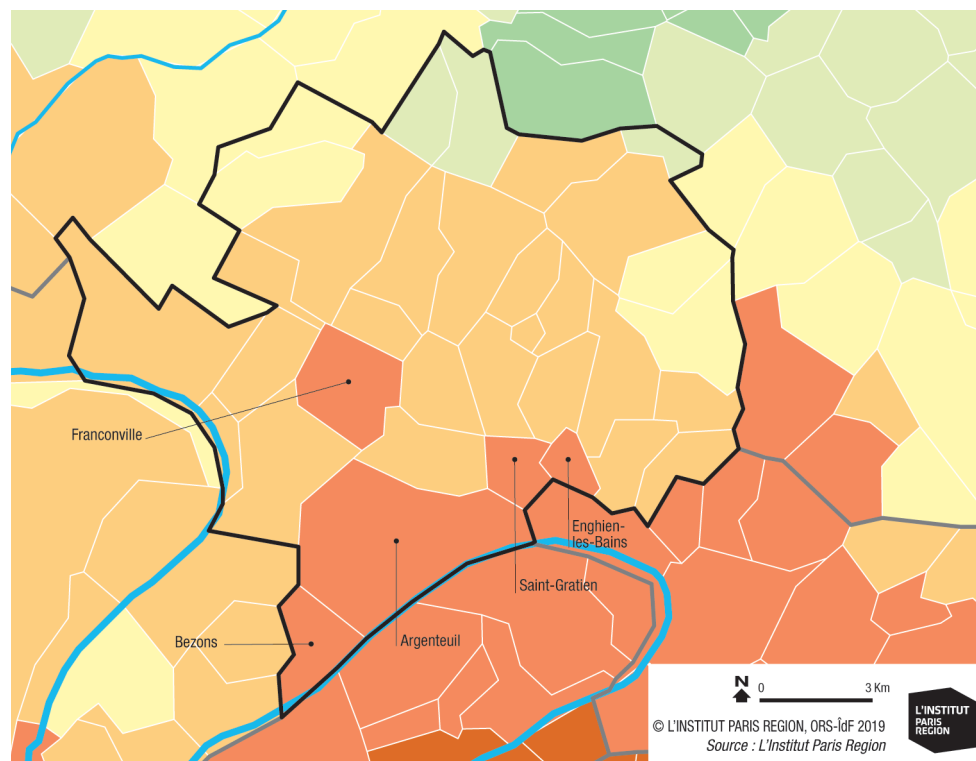 Franconville
Enghien-
les-Bains
Saint-Gratien
Bezons
Argenteuil
N
0
3 Km
© L'INSTITUT PARIS REGION, ORS-ÎdF 2019
Source : L'Institut Paris Region
L'INSTITUT
PARIS
REGION